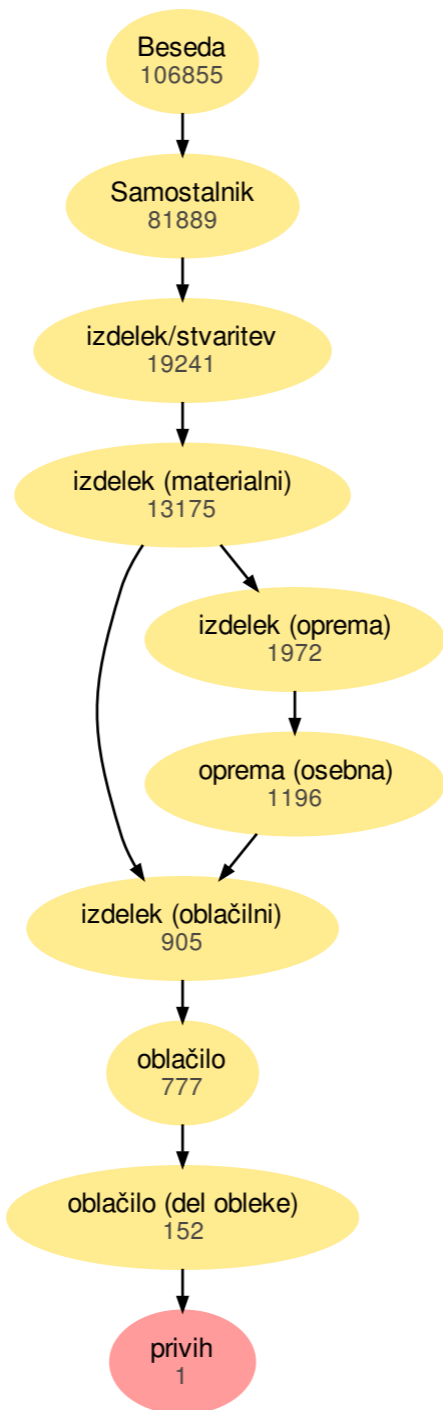 Beseda
106855
Samostalnik
81889
izdelek/stvaritev
19241
izdelek (materialni)
13175
izdelek (oprema)
1972
oprema (osebna)
1196
izdelek (oblačilni)
905
oblačilo
777
oblačilo (del obleke)
152
privih
1